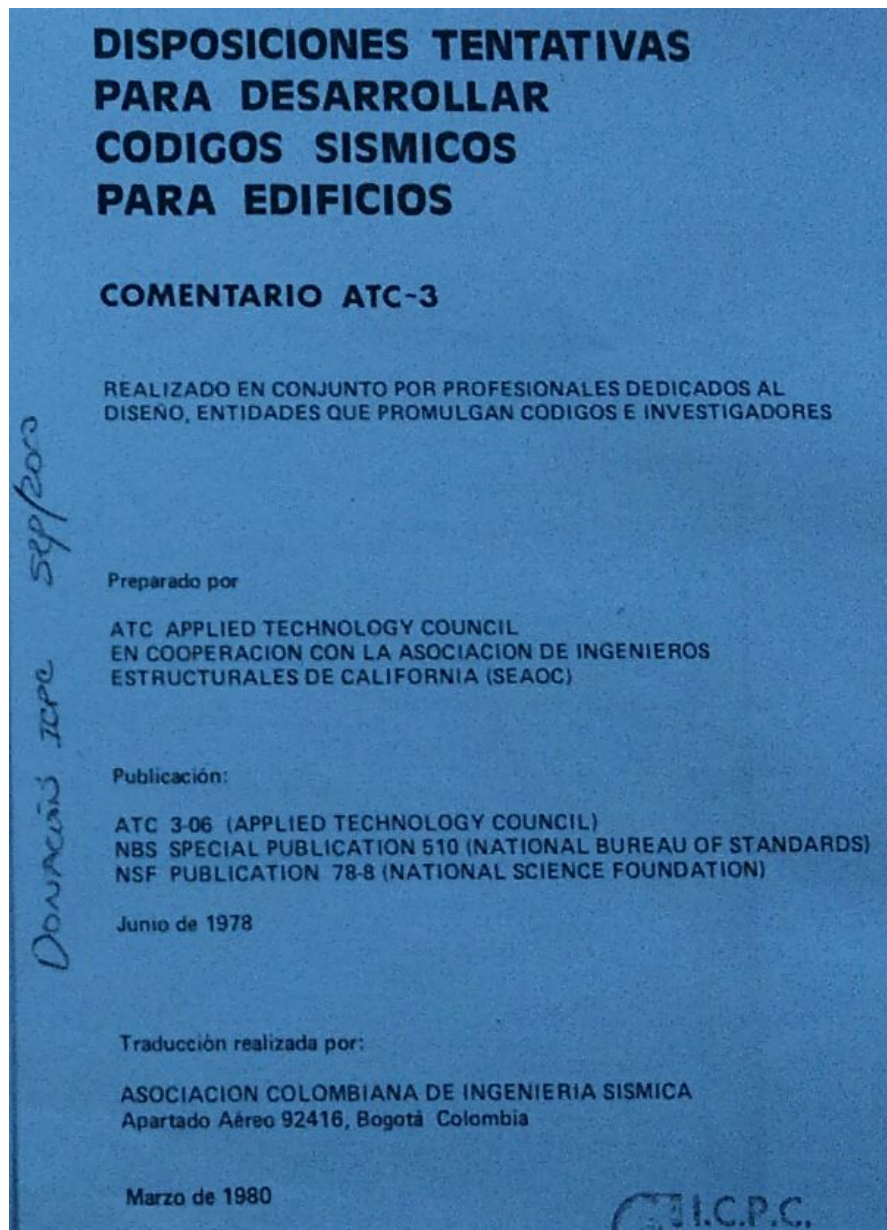 DISPOSICIONES TENTATIVAS
PARA DESARROLLAR
CODIGOS SISMICOS
PARA EDIFICIOS
COMENTARIO ATC-3
REALIZADO EN CONJUNTO POR PROFESIONALES DEDICADOS AL
DISEÑO, ENTIDADES QUE PROMULGAN CODIGOS E INVESTIGADORES
Preparado por
ATC APPLIED TECHNOLOGY COUNCIL
EN COOPERACION CON LA ASOCIACION DE INGENIEROS
ESTRUCTURALES DE CALIFORNIA (SEAOC)
Publicación:
ATC 3-06 (APPLIED TECHNOLOGY COUNCIL)
NBS SPECIAL PUBLICATION 510 (NATIONAL BUREAU OF STANDARDS)
NSF PUBLICATION 78-8 (NATIONAL SCIENCE FOUNDATION)
Junio de 1978
Traducción realizada por:
ASOCIACION COLOMBIANA DE INGENIERIA SISMICA
Apartado Aéreo 92416, Bogotá Colombia
Marzo de 1980
I.C.P.C.
Donación ICPC Sep/2000